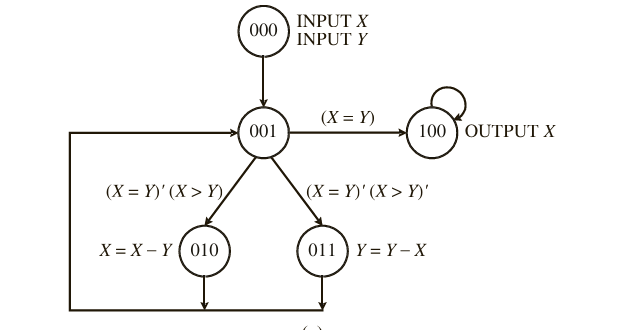 000
INPUT X
INPUT Y
001
(X = Y)
100
OUTPUT X
(X = Y)′ (X > Y)
(X = Y)′ (X > Y)′
X = X − Y
010
011
Y = Y − X